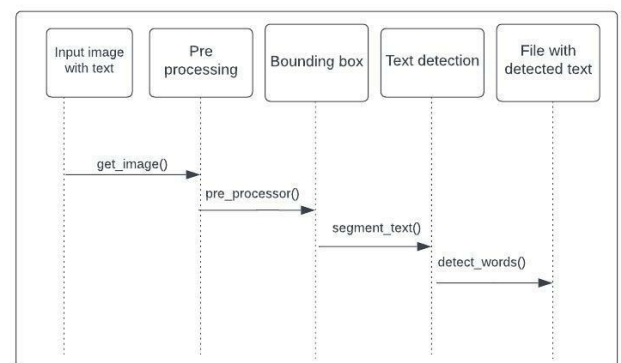 Input image
with text
Pre
processing
Bounding box
Text detection
File with
detected text
get_image()
pre_processor()
segment_text()
detect_words()